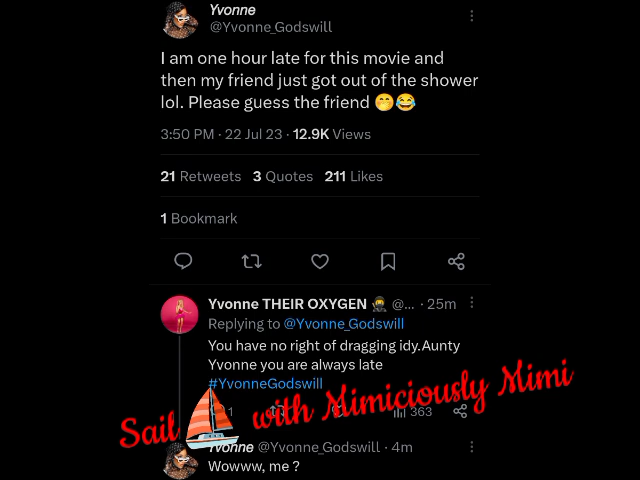 Yvonne
@Yvonne_Godswill
I am one hour late for this movie and
then my friend just got out of the shower
lol. Please guess the friend 🤭😂
3:50 PM · 22 Jul 23 · 12.9K Views
21 Retweets 3 Quotes 211 Likes
1 Bookmark
Yvonne THEIR OXYGEN 🥷 @... · 25m
Replying to @Yvonne_Godswill
You have no right of dragging idy.Aunty
Yvonne you are always late
#YvonneGodswill
363
Sail ⛵ with Mimiciously Mimi
Yvonne @Yvonne_Godswill · 4m
Wowww, me ?